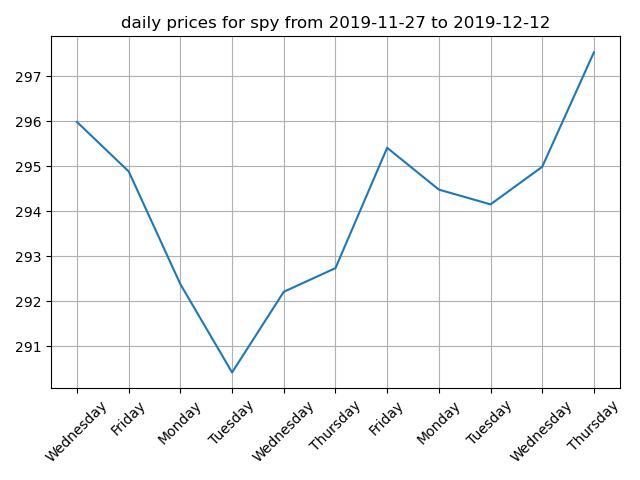 daily prices for spy from 2019-11-27 to 2019-12-12
297
296
295
294
293
292
291
Wednesday
Friday
Monday
Tuesday
Wednesday
Thursday
Friday
Monday
Tuesday
Wednesday
Thursday